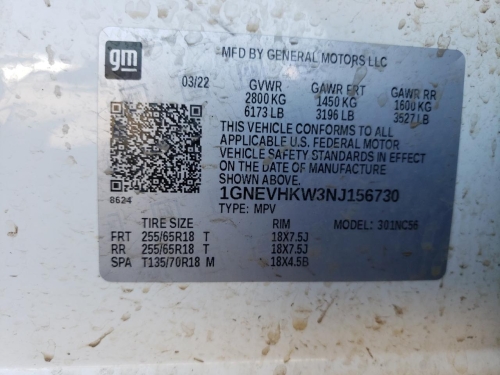 gm
MFD BY GENERAL MOTORS LLC
03/22 GVWR GAWR FRT GAWR RR
2800 KG 1450 KG 1600 KG
6173 LB 3196 LB 3527 LB
THIS VEHICLE CONFORMS TO ALL
APPLICABLE U.S. FEDERAL MOTOR
VEHICLE SAFETY STANDARDS IN EFFECT
ON THE DATE OF MANUFACTURE
8624 1GNEVHKW3NJ156730
TYPE: MPV MODEL: 301NC56
TIRE SIZE RIM
FRT 255/65R18 T 18X7.5J
RR 255/65R18 T 18X7.5J
SPA T135/70R18 M 18X4.5B